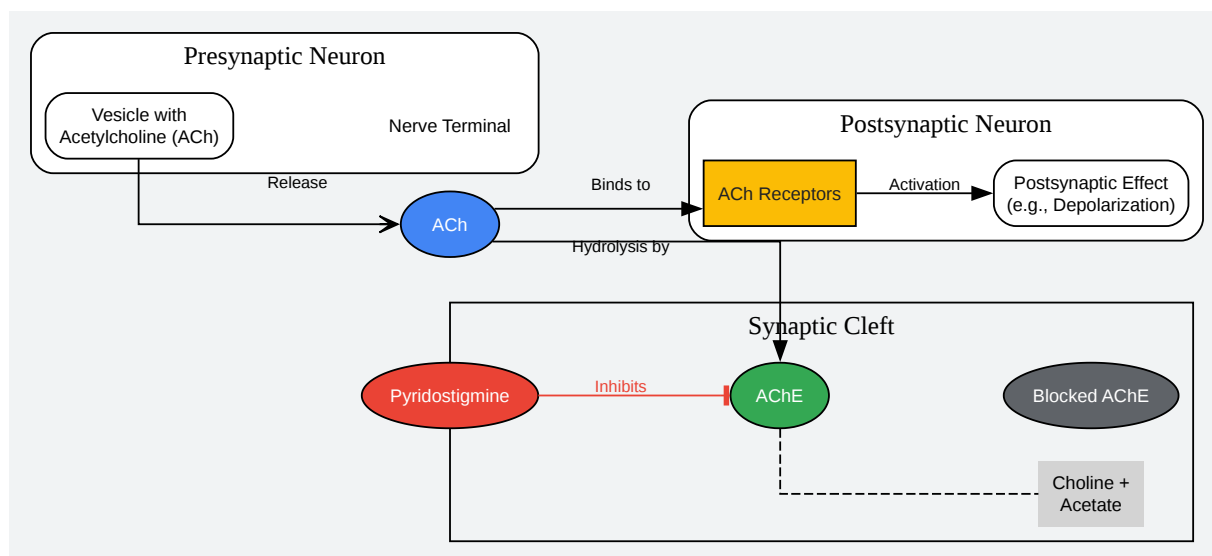 Presynaptic Neuron
Vesicle with
Acetylcholine (ACh)
Nerve Terminal
Release
ACh
Binds to
Hydrolysis by
Postsynaptic Neuron
ACh Receptors
Activation
Postsynaptic Effect
(e.g., Depolarization)
Synaptic Cleft
Pyridostigmine
Inhibits
AChE
Blocked AChE
Choline +
Acetate